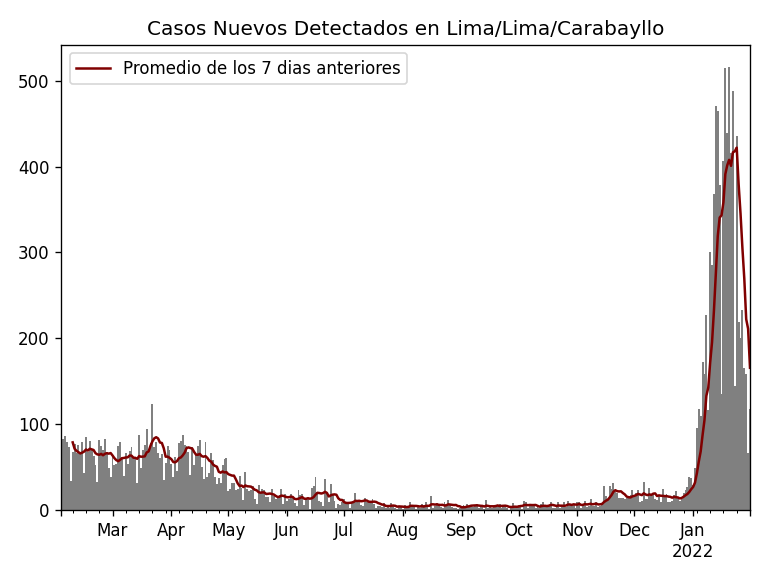 Casos Nuevos Detectados en Lima/Lima/Carabayllo
Promedio de los 7 dias anteriores
500
400
300
200
100
0
Mar Apr May Jun Jul Aug Sep Oct Nov Dec Jan
2022